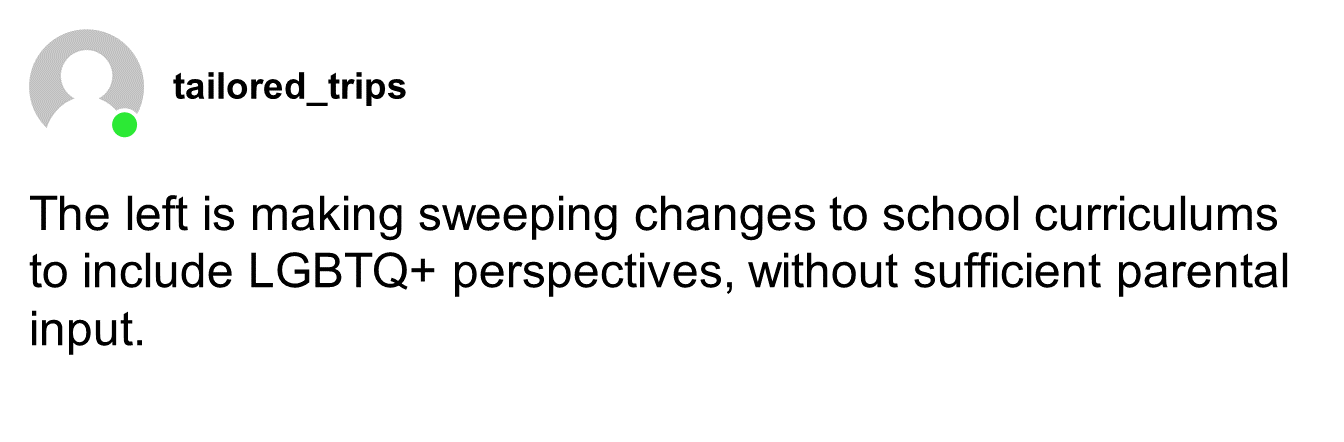 tailored_trips
The left is making sweeping changes to school curriculums
to include LGBTQ+ perspectives, without sufficient parental
input.